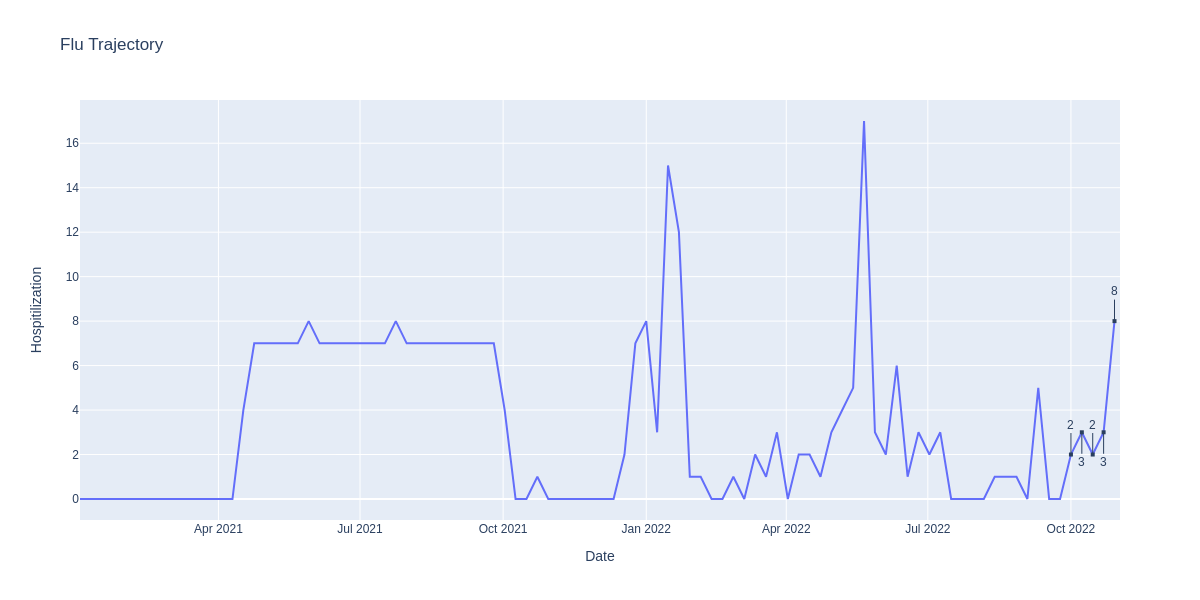 Flu Trajectory
Hospitilization
16
14
12
10
8
6
4
2
0
8
2
2
3
3
Apr 2021
Jul 2021
Oct 2021
Jan 2022
Apr 2022
Jul 2022
Oct 2022
Date